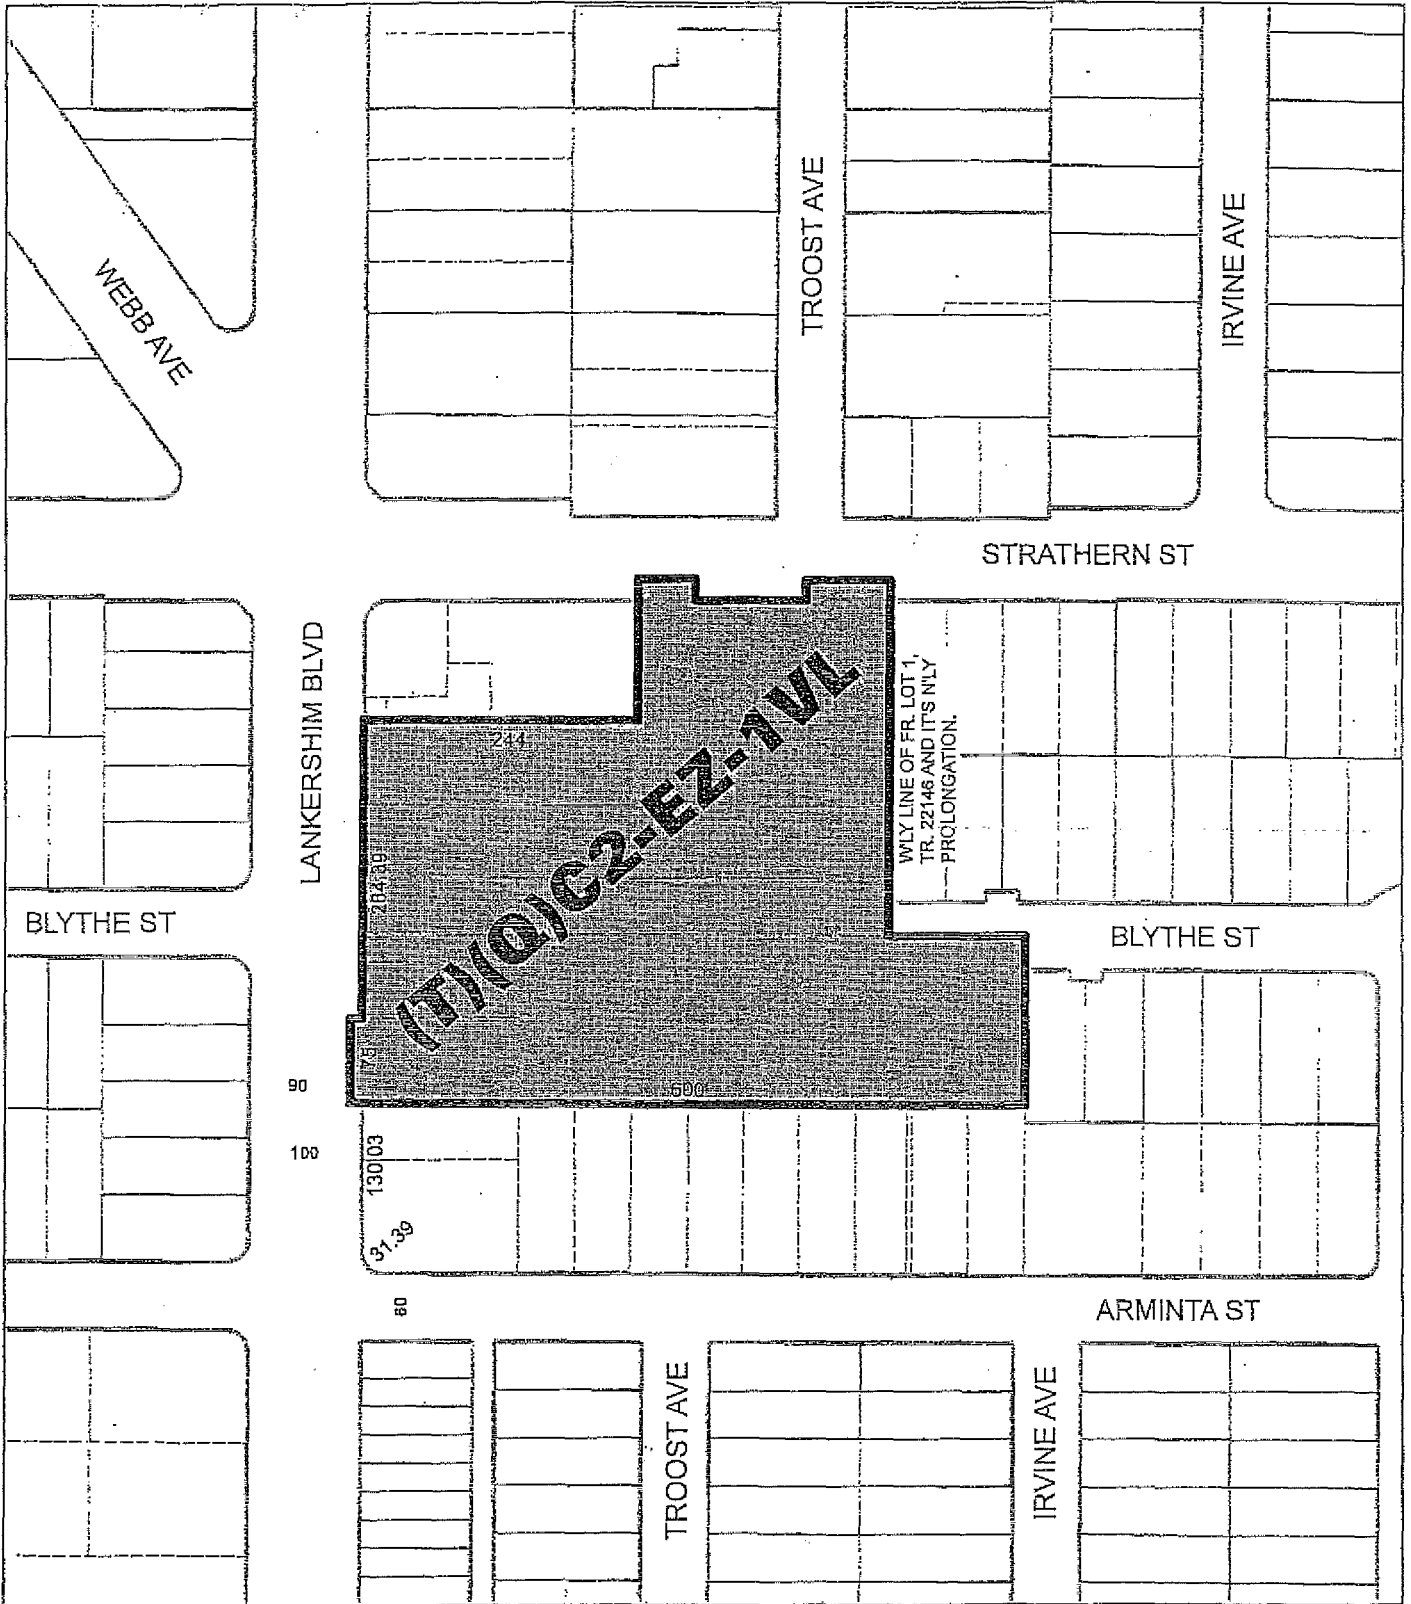 TROOST AVE
IRVINE AVE
WEBB AVE
STRATHERN ST
LANKERSHIM BLVD
WLY LINE OF FR. LOT 1,
TR. 22146 AND IT'S N'LY
PROLONGATION.
244
(T)(Q)C2-EZ-1VL
BLYTHE ST
BLYTHE ST
75
90
600
100
130.03
31.39
60
ARMINTA ST
TROOST AVE
IRVINE AVE